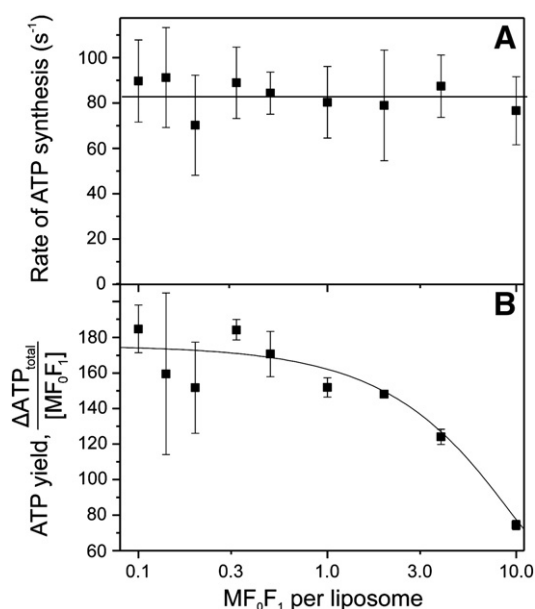 A
Rate of ATP synthesis (s⁻¹)
100
80
60
40
20
0
B
ATP yield, ΔATP_total / [MF₀F₁]
180
160
140
120
100
80
60
0.1 0.3 1.0 3.0 10.0
MF₀F₁ per liposome